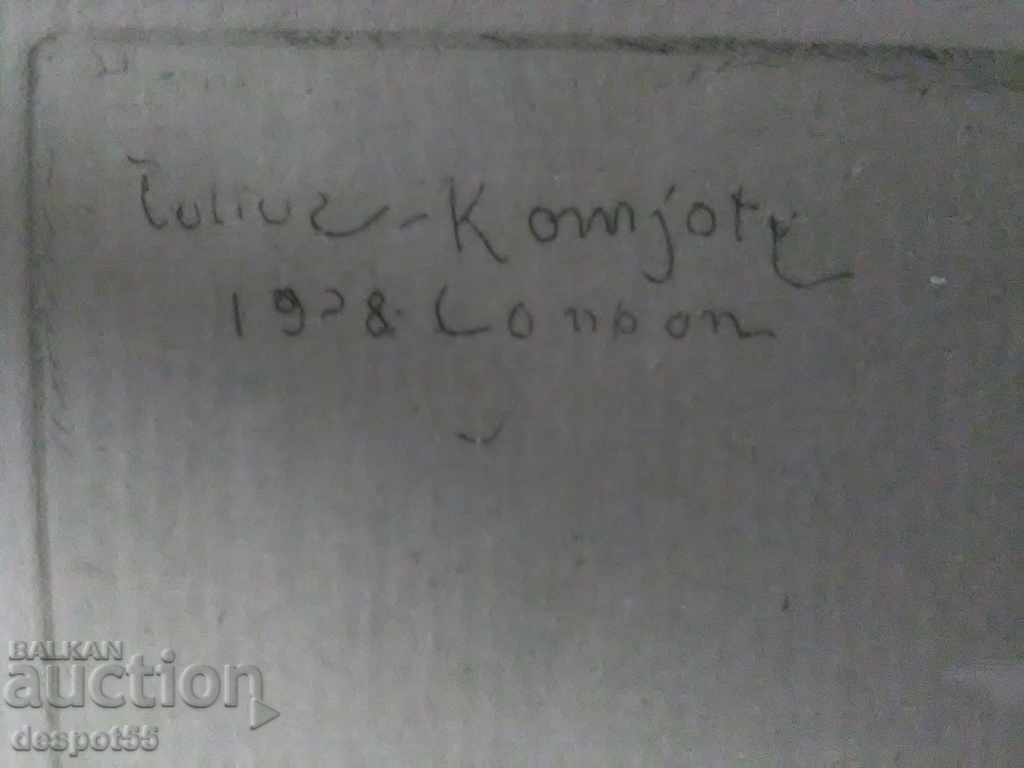 Iulius - Komjoty
1928. London
BALKAN
auction
despot55